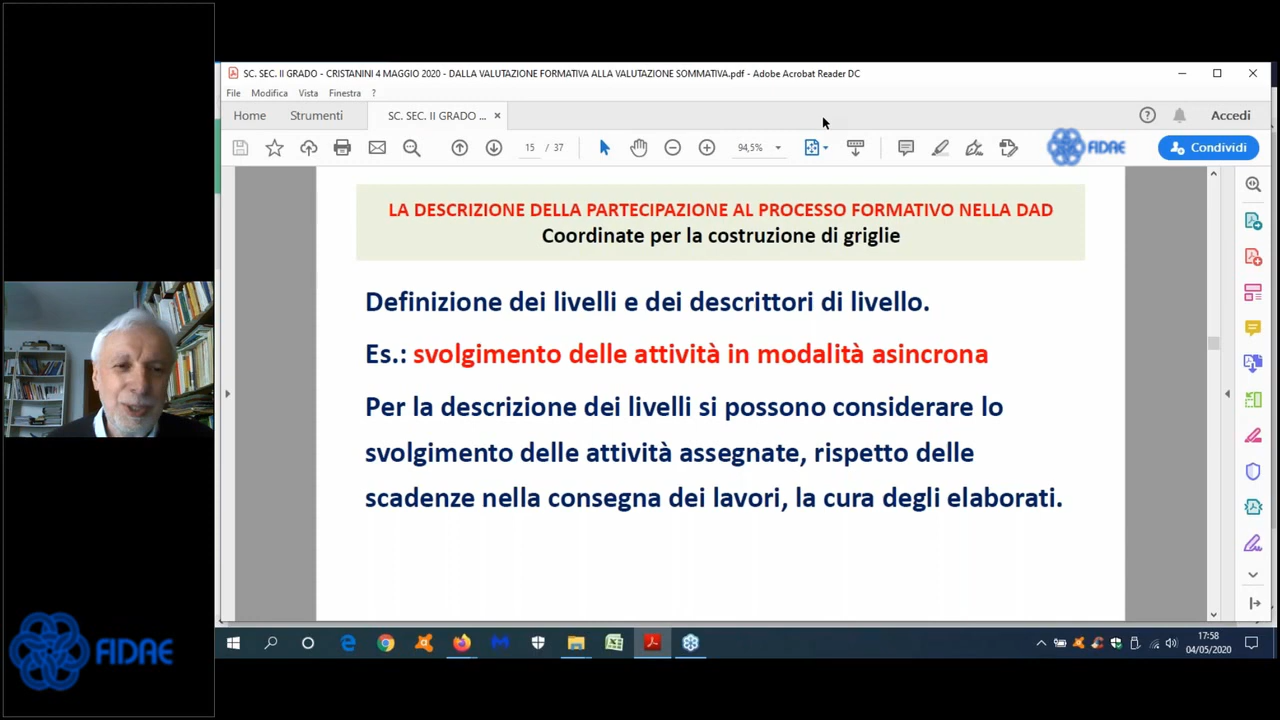 SC. SEC. II GRADO - CRISTANINI 4 MAGGIO 2020 - DALLA VALUTAZIONE FORMATIVA ALLA VALUTAZIONE SOMMATIVA.pdf - Adobe Acrobat Reader DC
File Modifica Vista Finestra ?
Home Strumenti SC. SEC. II GRADO ... × Accedi
15 / 37 94,5% FIDAE Condividi
LA DESCRIZIONE DELLA PARTECIPAZIONE AL PROCESSO FORMATIVO NELLA DAD
Coordinate per la costruzione di griglie
Definizione dei livelli e dei descrittori di livello.
Es.: svolgimento delle attività in modalità asincrona
Per la descrizione dei livelli si possono considerare lo
svolgimento delle attività assegnate, rispetto delle
scadenze nella consegna dei lavori, la cura degli elaborati.
FIDAE
17:58
04/05/2020